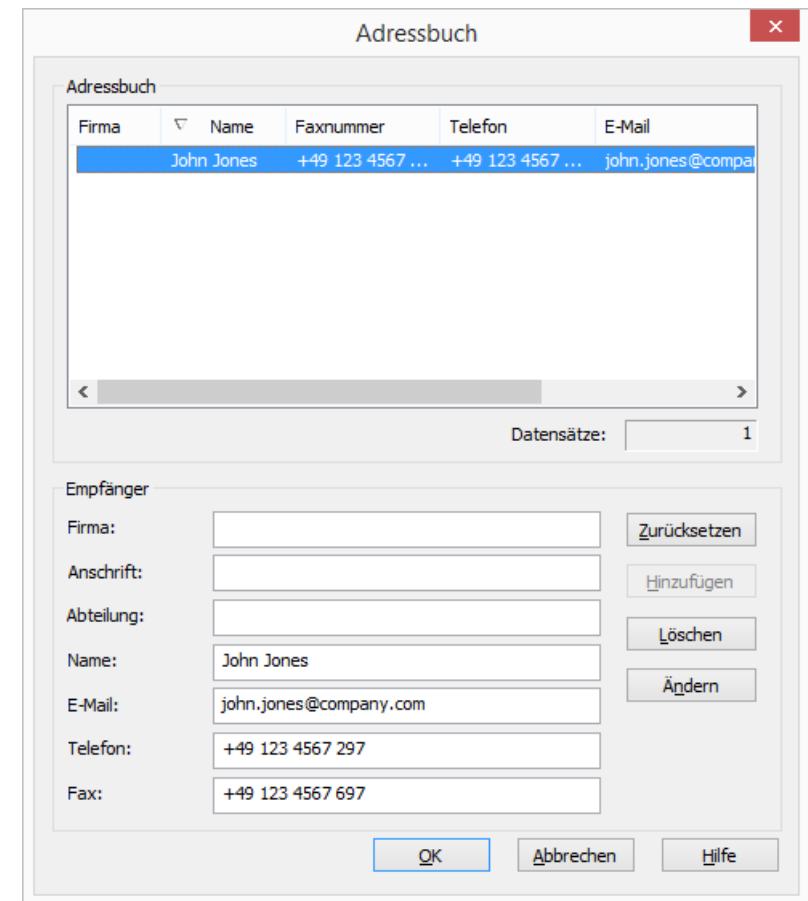 Adressbuch
Adressbuch
Firma Name Faxnummer Telefon E-Mail
John Jones +49 123 4567 ... +49 123 4567 ... john.jones@compa
Datensätze: 1
Empfänger
Firma: Zurücksetzen
Anschrift: Hinzufügen
Abteilung: Löschen
Name: John Jones
Ändern
E-Mail: john.jones@company.com
Telefon: +49 123 4567 297
Fax: +49 123 4567 697
OK Abbrechen Hilfe